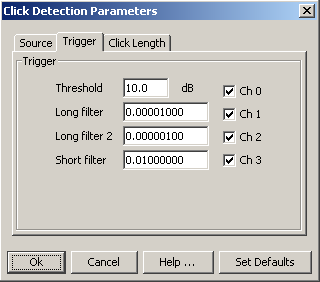 Click Detection Parameters
Source Trigger Click Length
Trigger
Threshold 10.0 dB Ch 0
Long filter 0.00001000 Ch 1
Long filter 2 0.00000100 Ch 2
Short filter 0.01000000 Ch 3
Ok Cancel Help ... Set Defaults